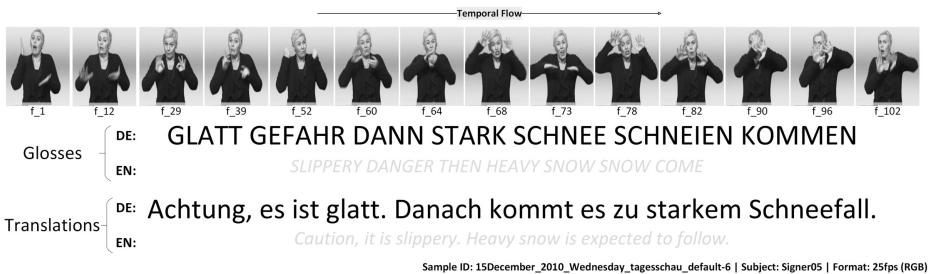 Temporal Flow
f_1 f_12 f_29 f_39 f_52 f_60 f_64 f_68 f_73 f_78 f_82 f_90 f_96 f_102
Glosses
DE: GLATT GEFAHR DANN STARK SCHNEE SCHNEIEN KOMMEN
EN: SLIPPERY DANGER THEN HEAVY SNOW SNOW COME
Translations
DE: Achtung, es ist glatt. Danach kommt es zu starkem Schneefall.
EN: Caution, it is slippery. Heavy snow is expected to follow.
Sample ID: 15December_2010_Wednesday_tagesschau_default-6 | Subject: Signer05 | Format: 25fps (RGB)